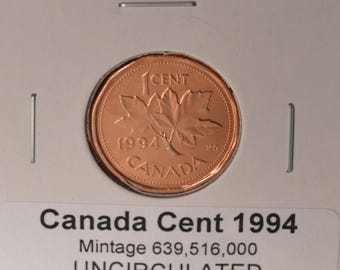 1 CENT
1994
CANADA
Canada Cent 1994
Mintage 639,516,000
UNCIRCULATED